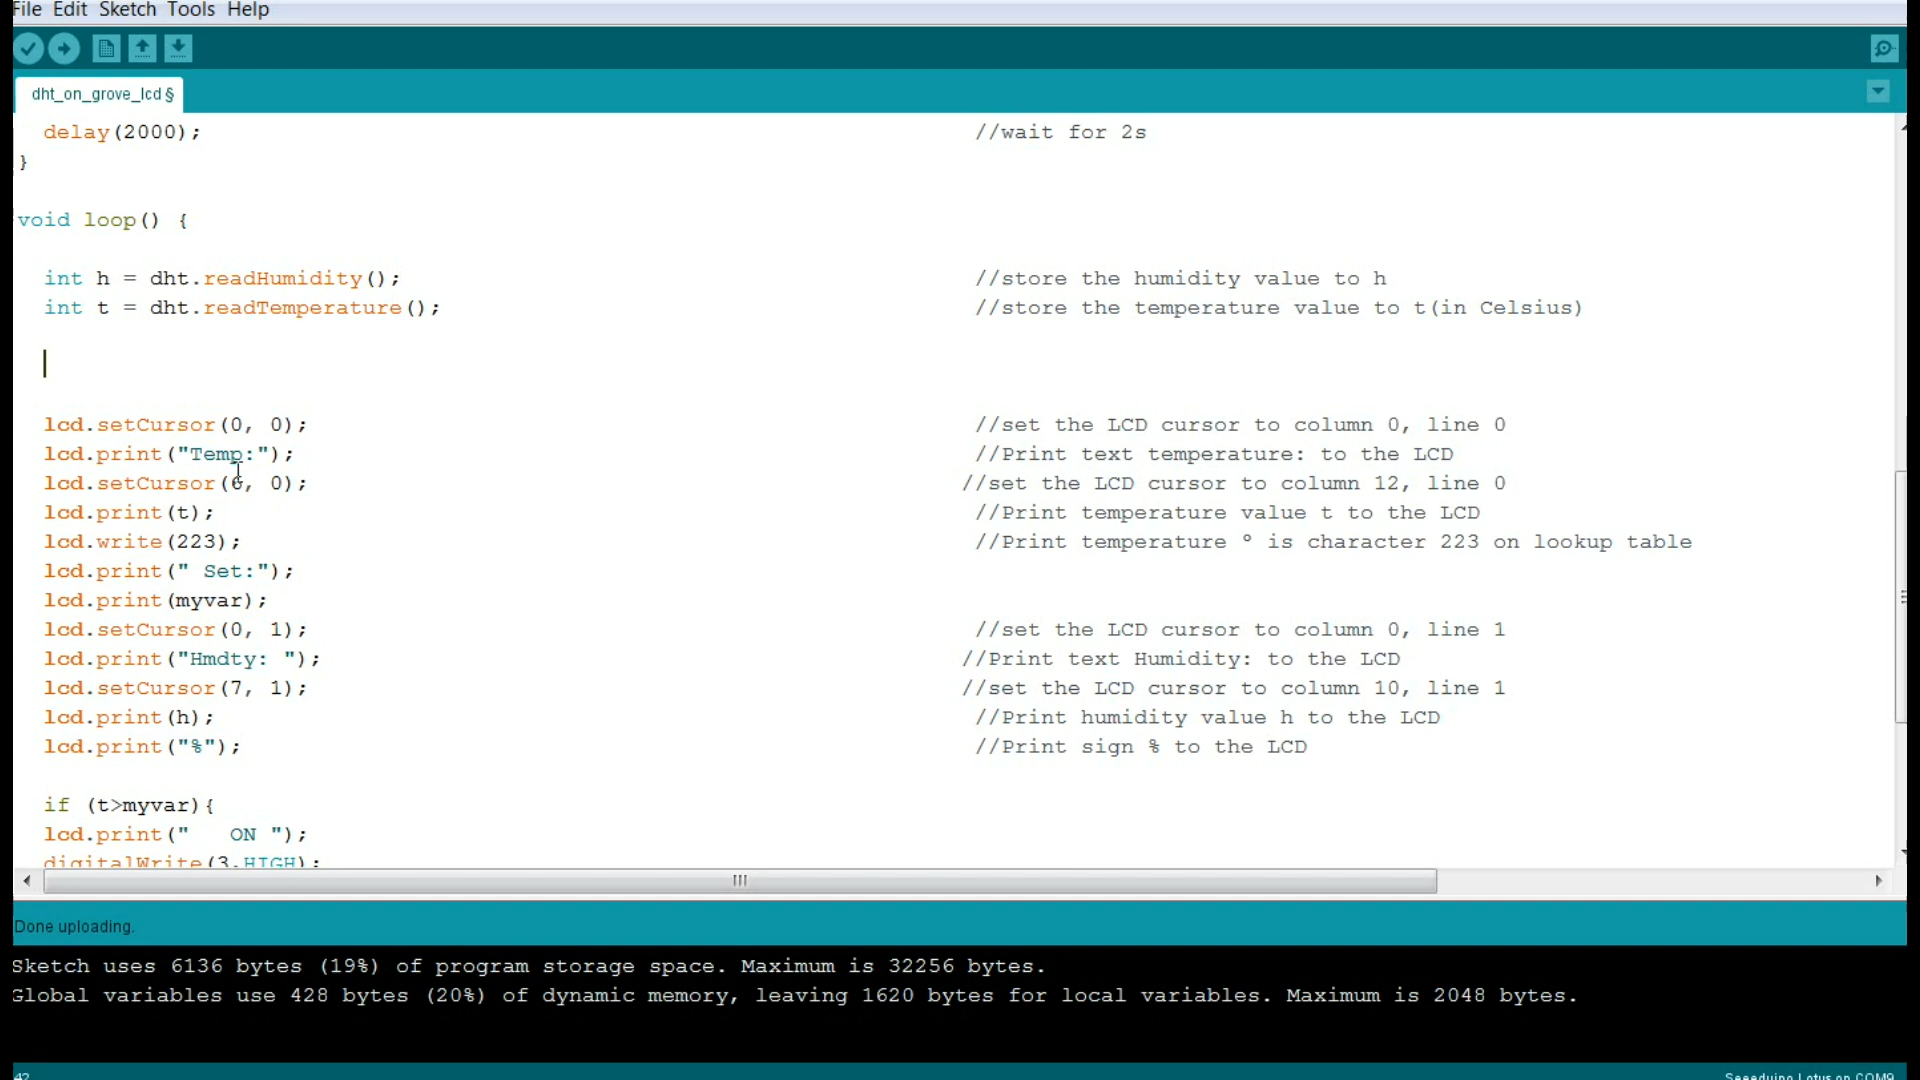 File Edit Sketch Tools Help
dht_on_grove_lcd §
delay(2000); //wait for 2s
}
void loop() {
int h = dht.readHumidity(); //store the humidity value to h
int t = dht.readTemperature(); //store the temperature value to t(in Celsius)
lcd.setCursor(0, 0); //set the LCD cursor to column 0, line 0
lcd.print("Temp:"); //Print text temperature: to the LCD
lcd.setCursor(6, 0); //set the LCD cursor to column 12, line 0
lcd.print(t); //Print temperature value t to the LCD
lcd.write(223); //Print temperature ° is character 223 on lookup table
lcd.print(" Set:");
lcd.print(myvar);
lcd.setCursor(0, 1); //set the LCD cursor to column 0, line 1
lcd.print("Hmdty: "); //Print text Humidity: to the LCD
lcd.setCursor(7, 1); //set the LCD cursor to column 10, line 1
lcd.print(h); //Print humidity value h to the LCD
lcd.print("%"); //Print sign % to the LCD
if (t>myvar){
lcd.print("   ON ");
digitalWrite(3,HIGH);
Done uploading.
Sketch uses 6136 bytes (19%) of program storage space. Maximum is 32256 bytes.
Global variables use 428 bytes (20%) of dynamic memory, leaving 1620 bytes for local variables. Maximum is 2048 bytes.
42 Seeeduino Lotus on COM9